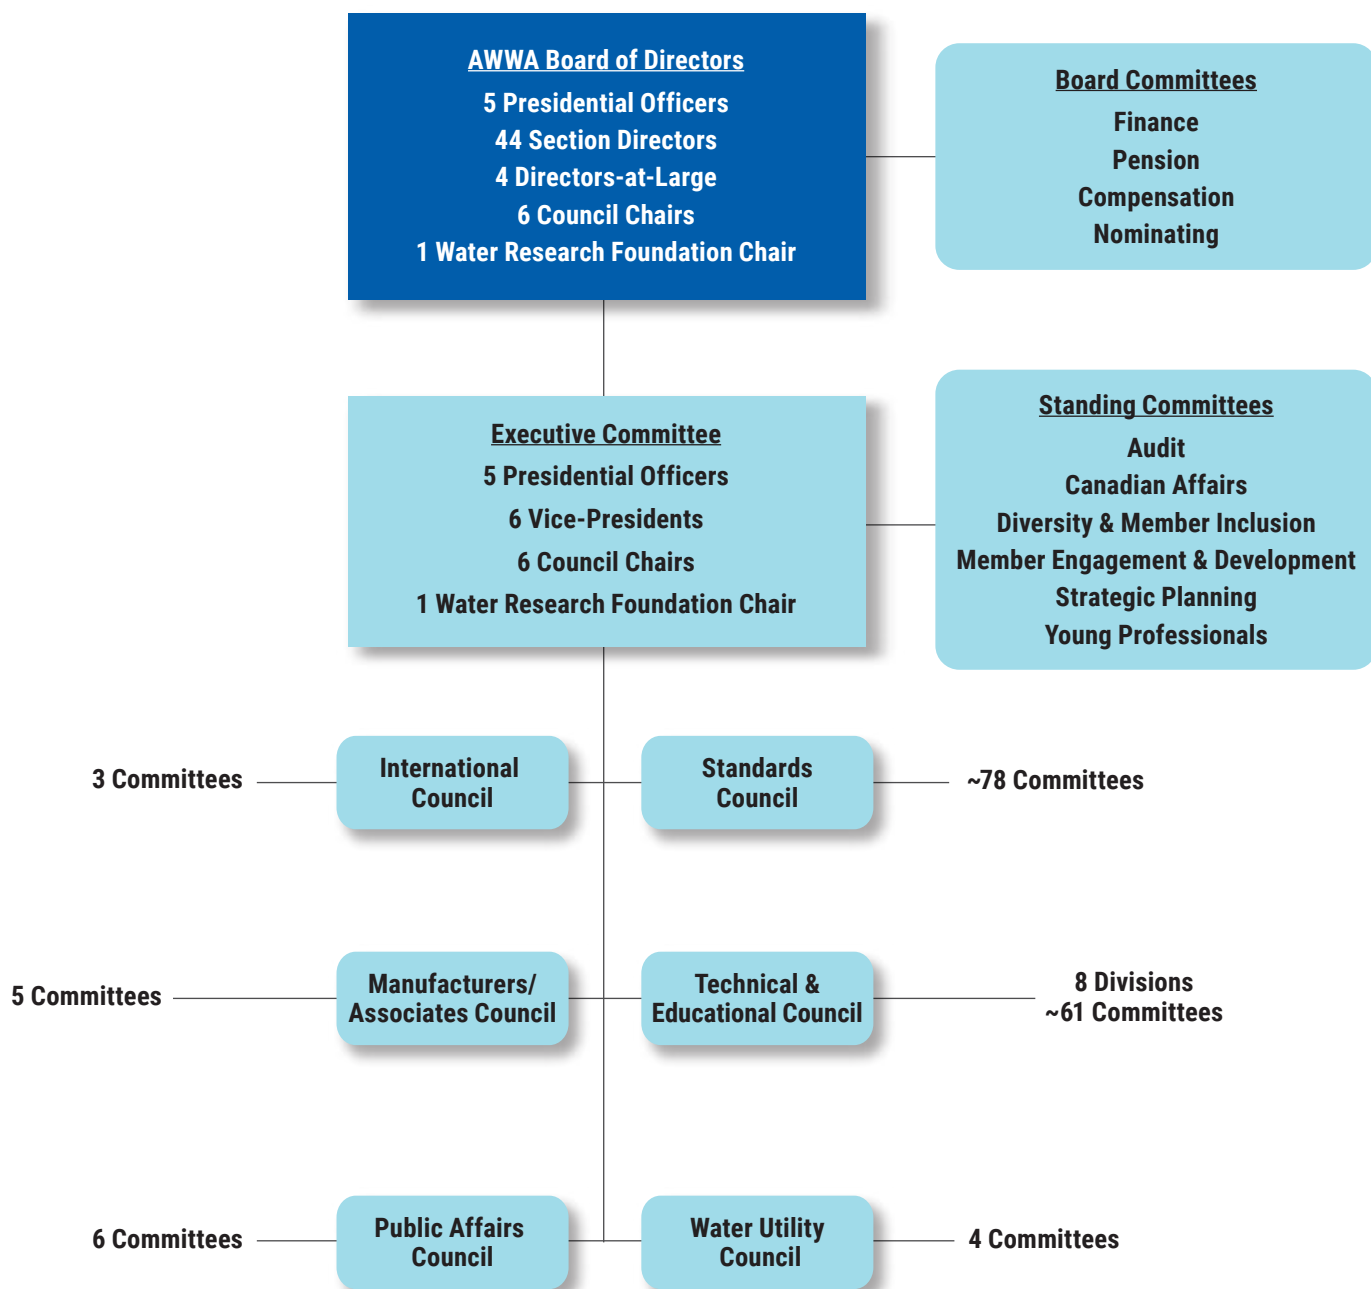 AWWA Board of Directors
5 Presidential Officers
44 Section Directors
4 Directors-at-Large
6 Council Chairs
1 Water Research Foundation Chair
Board Committees
Finance
Pension
Compensation
Nominating
Executive Committee
5 Presidential Officers
6 Vice-Presidents
6 Council Chairs
1 Water Research Foundation Chair
Standing Committees
Audit
Canadian Affairs
Diversity & Member Inclusion
Member Engagement & Development
Strategic Planning
Young Professionals
3 Committees
International
Council
Standards
Council
~78 Committees
5 Committees
Manufacturers/
Associates Council
Technical &
Educational Council
8 Divisions
~61 Committees
6 Committees
Public Affairs
Council
Water Utility
Council
4 Committees